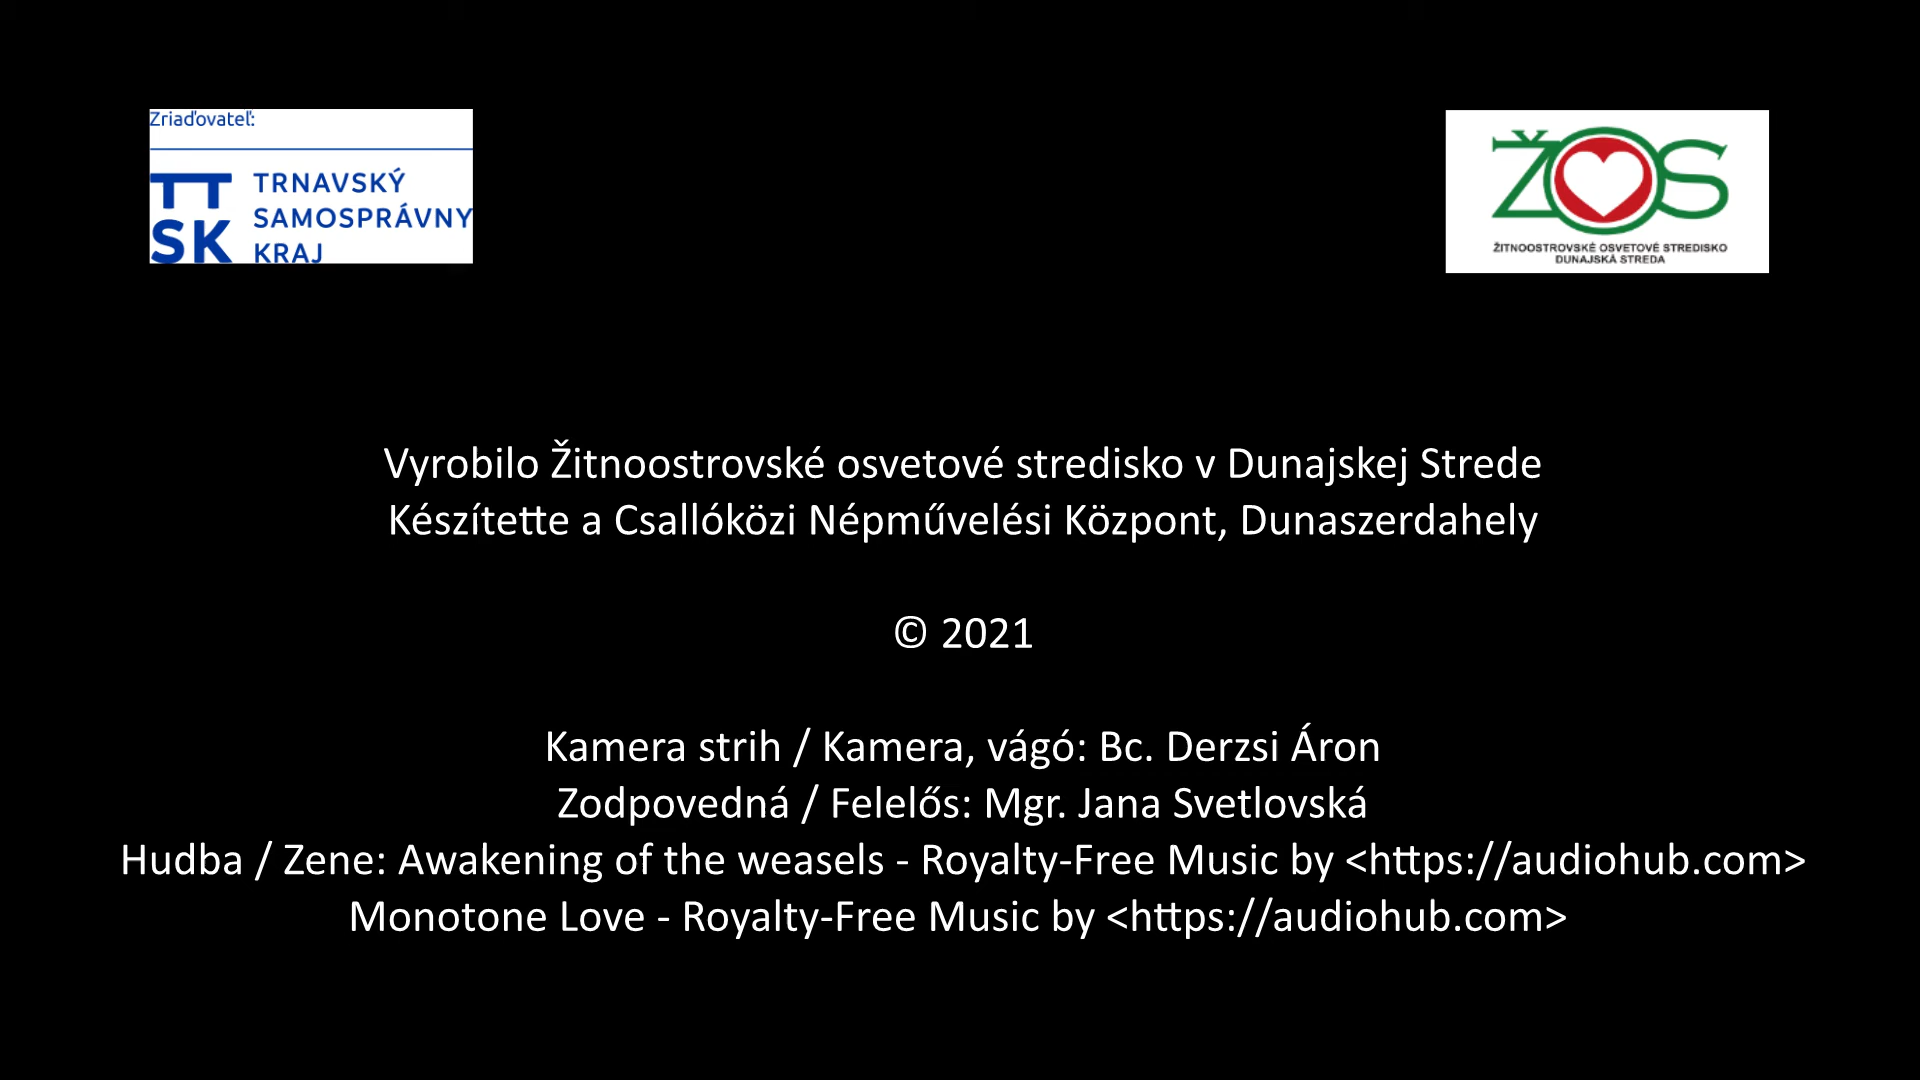 Zriaďovateľ:
TT
SK
TRNAVSKÝ
SAMOSPRÁVNY
KRAJ
ŽOS
ŽITNOOSTROVSKÉ OSVETOVÉ STREDISKO
DUNAJSKÁ STREDA
Vyrobilo Žitnoostrovské osvetové stredisko v Dunajskej Strede
Készítette a Csallóközi Népművelési Központ, Dunaszerdahely
© 2021
Kamera strih / Kamera, vágó: Bc. Derzsi Áron
Zodpovedná / Felelős: Mgr. Jana Svetlovská
Hudba / Zene: Awakening of the weasels - Royalty-Free Music by <https://audiohub.com>
Monotone Love - Royalty-Free Music by <https://audiohub.com>